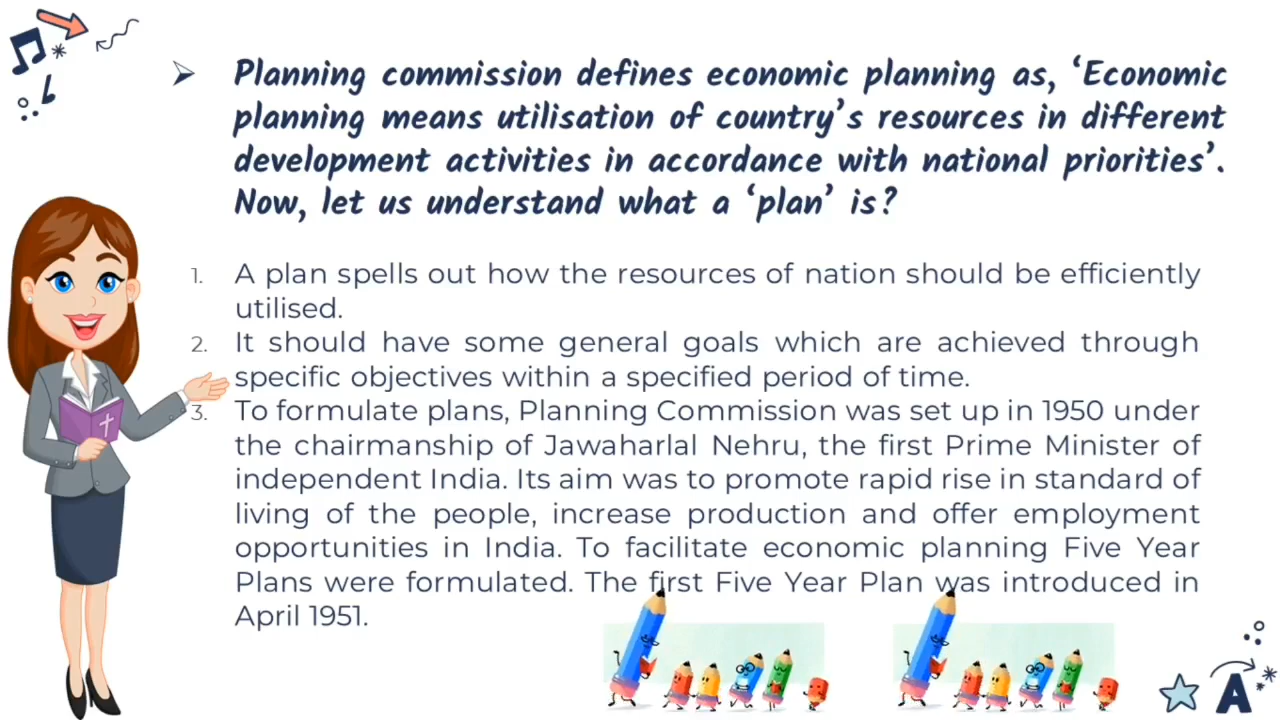 Planning commission defines economic planning as, ‘Economic
planning means utilisation of country’s resources in different
development activities in accordance with national priorities’.
Now, let us understand what a ‘plan’ is?
1. A plan spells out how the resources of nation should be efficiently
utilised.
2. It should have some general goals which are achieved through
specific objectives within a specified period of time.
3. To formulate plans, Planning Commission was set up in 1950 under
the chairmanship of Jawaharlal Nehru, the first Prime Minister of
independent India. Its aim was to promote rapid rise in standard of
living of the people, increase production and offer employment
opportunities in India. To facilitate economic planning Five Year
Plans were formulated. The first Five Year Plan was introduced in
April 1951.
A